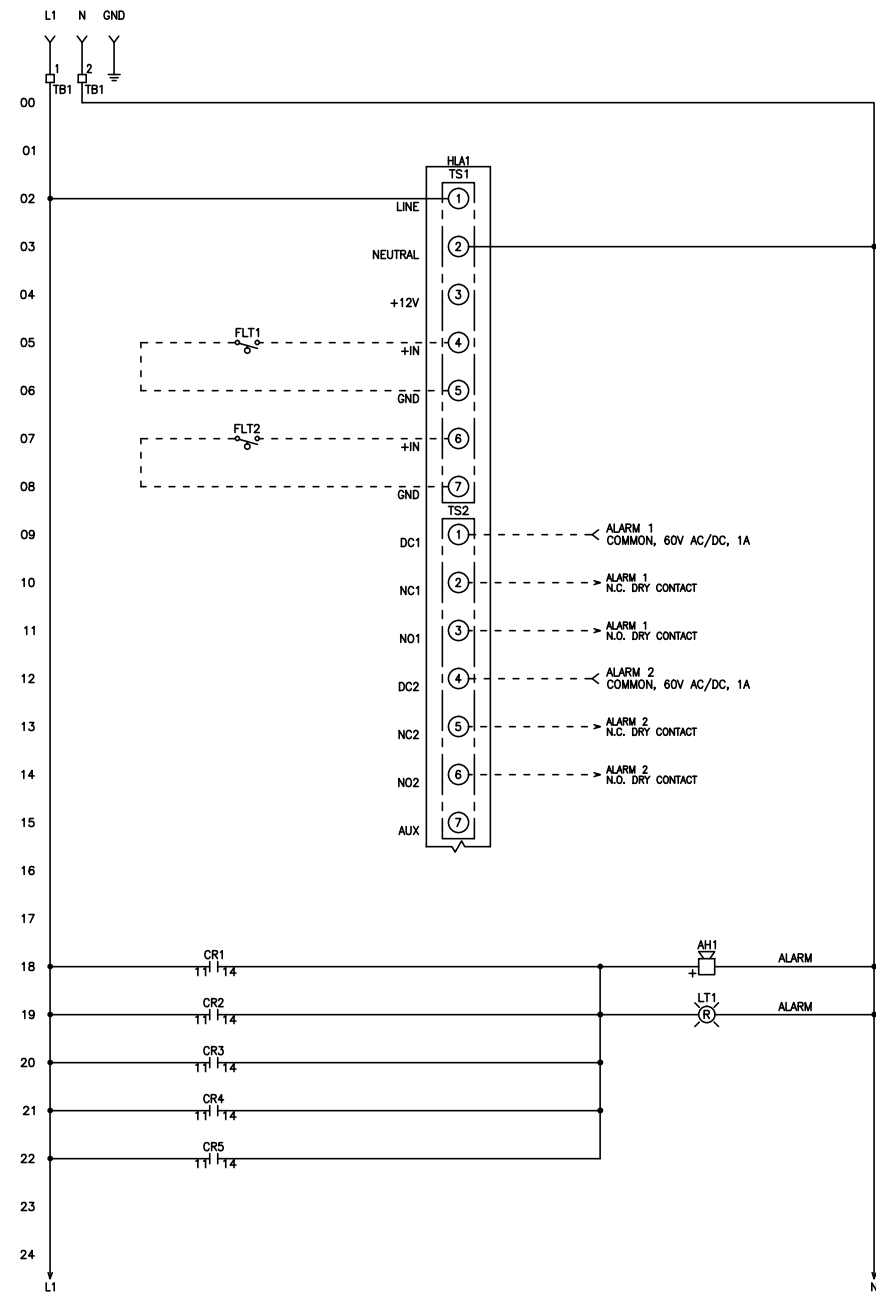 L1 N GND
1 2
TB1 TB1
00
01
HLA1
TS1
02 LINE 1
03 NEUTRAL 2
04 +12V 3
FLT1
05 +IN 4
06 GND 5
FLT2
07 +IN 6
08 GND 7
TS2
09 DC1 1 ALARM 1
COMMON, 60V AC/DC, 1A
10 NC1 2 ALARM 1
N.C. DRY CONTACT
11 NO1 3 ALARM 1
N.O. DRY CONTACT
12 DC2 4 ALARM 2
COMMON, 60V AC/DC, 1A
13 NC2 5 ALARM 2
N.C. DRY CONTACT
14 NO2 6 ALARM 2
N.O. DRY CONTACT
15 AUX 7
16
17
CR1 AH1
18 11 14 + ALARM
CR2 LT1
19 11 14 R ALARM
CR3
20 11 14
CR4
21 11 14
CR5
22 11 14
23
24
L1 N